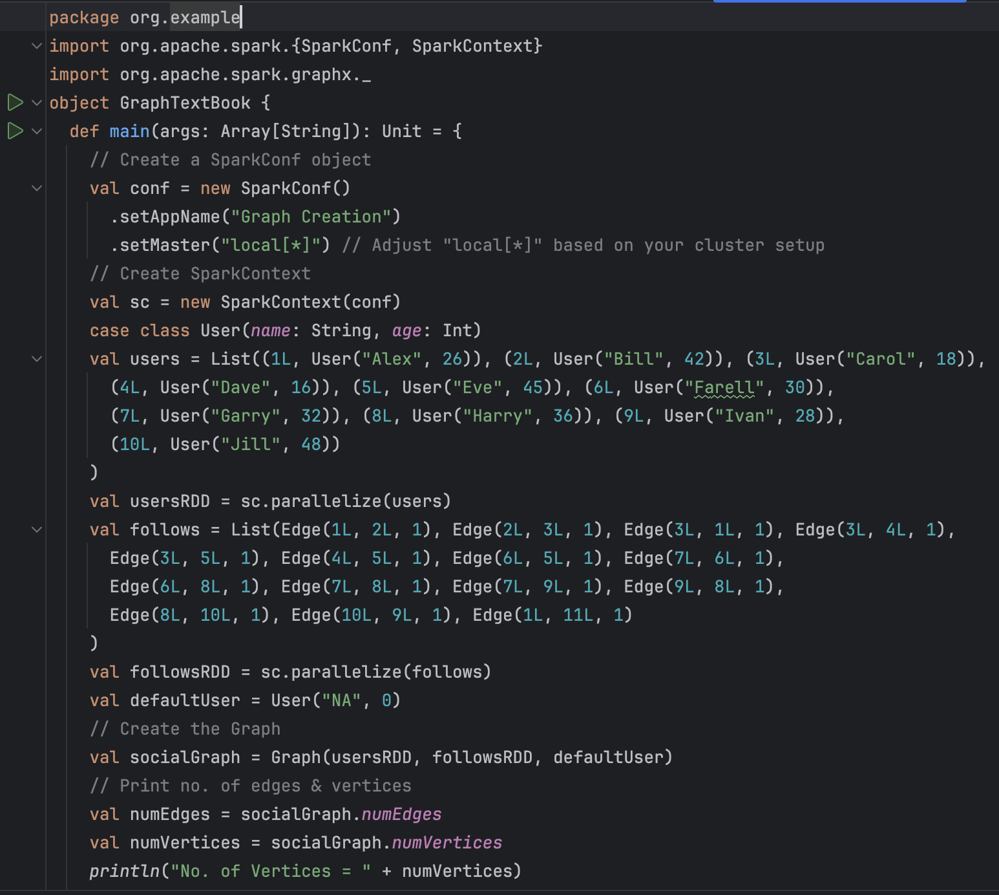 package org.example
import org.apache.spark.{SparkConf, SparkContext}
import org.apache.spark.graphx._
object GraphTextBook {
  def main(args: Array[String]): Unit = {
    // Create a SparkConf object
    val conf = new SparkConf()
      .setAppName("Graph Creation")
      .setMaster("local[*]") // Adjust "local[*]" based on your cluster setup
    // Create SparkContext
    val sc = new SparkContext(conf)
    case class User(name: String, age: Int)
    val users = List((1L, User("Alex", 26)), (2L, User("Bill", 42)), (3L, User("Carol", 18)),
      (4L, User("Dave", 16)), (5L, User("Eve", 45)), (6L, User("Farell", 30)),
      (7L, User("Garry", 32)), (8L, User("Harry", 36)), (9L, User("Ivan", 28)),
      (10L, User("Jill", 48))
    )
    val usersRDD = sc.parallelize(users)
    val follows = List(Edge(1L, 2L, 1), Edge(2L, 3L, 1), Edge(3L, 1L, 1), Edge(3L, 4L, 1),
      Edge(3L, 5L, 1), Edge(4L, 5L, 1), Edge(6L, 5L, 1), Edge(7L, 6L, 1),
      Edge(6L, 8L, 1), Edge(7L, 8L, 1), Edge(7L, 9L, 1), Edge(9L, 8L, 1),
      Edge(8L, 10L, 1), Edge(10L, 9L, 1), Edge(1L, 11L, 1)
    )
    val followsRDD = sc.parallelize(follows)
    val defaultUser = User("NA", 0)
    // Create the Graph
    val socialGraph = Graph(usersRDD, followsRDD, defaultUser)
    // Print no. of edges & vertices
    val numEdges = socialGraph.numEdges
    val numVertices = socialGraph.numVertices
    println("No. of Vertices = " + numVertices)